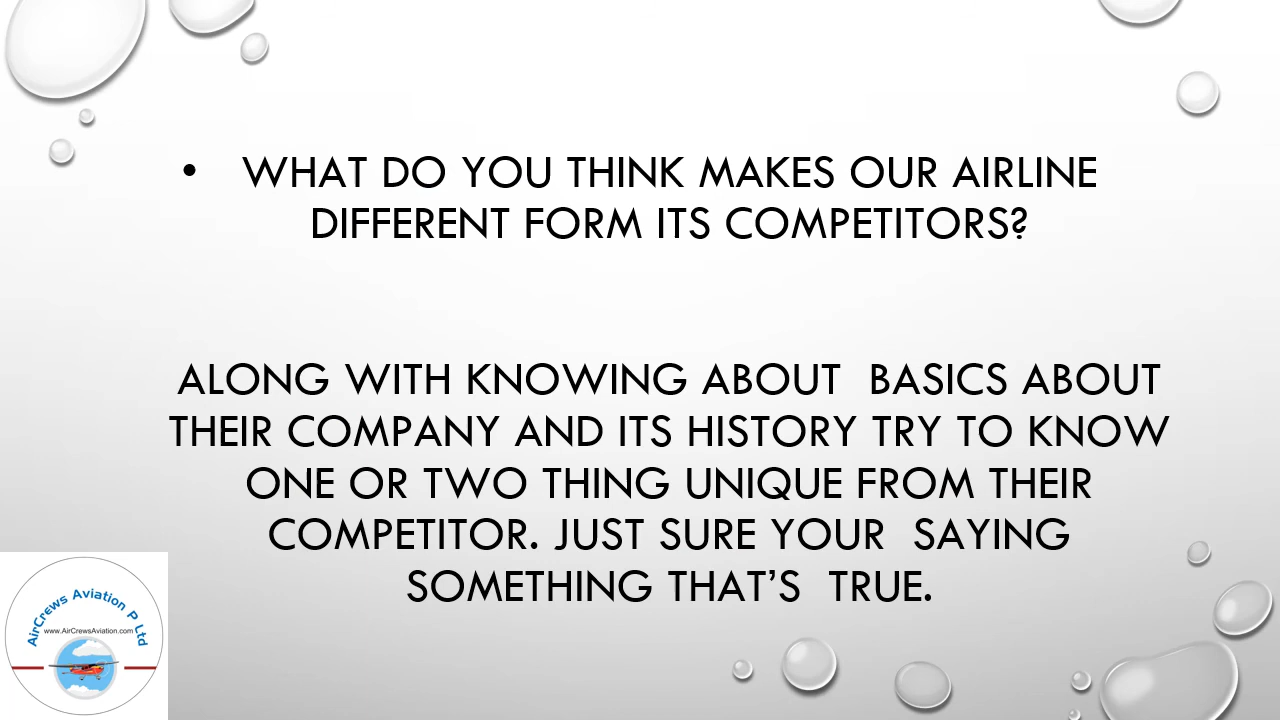 • WHAT DO YOU THINK MAKES OUR AIRLINE
DIFFERENT FORM ITS COMPETITORS?
ALONG WITH KNOWING ABOUT BASICS ABOUT
THEIR COMPANY AND ITS HISTORY TRY TO KNOW
ONE OR TWO THING UNIQUE FROM THEIR
COMPETITOR. JUST SURE YOUR SAYING
SOMETHING THAT’S TRUE.
AirCrews Aviation P Ltd
www.AirCrewsAviation.com